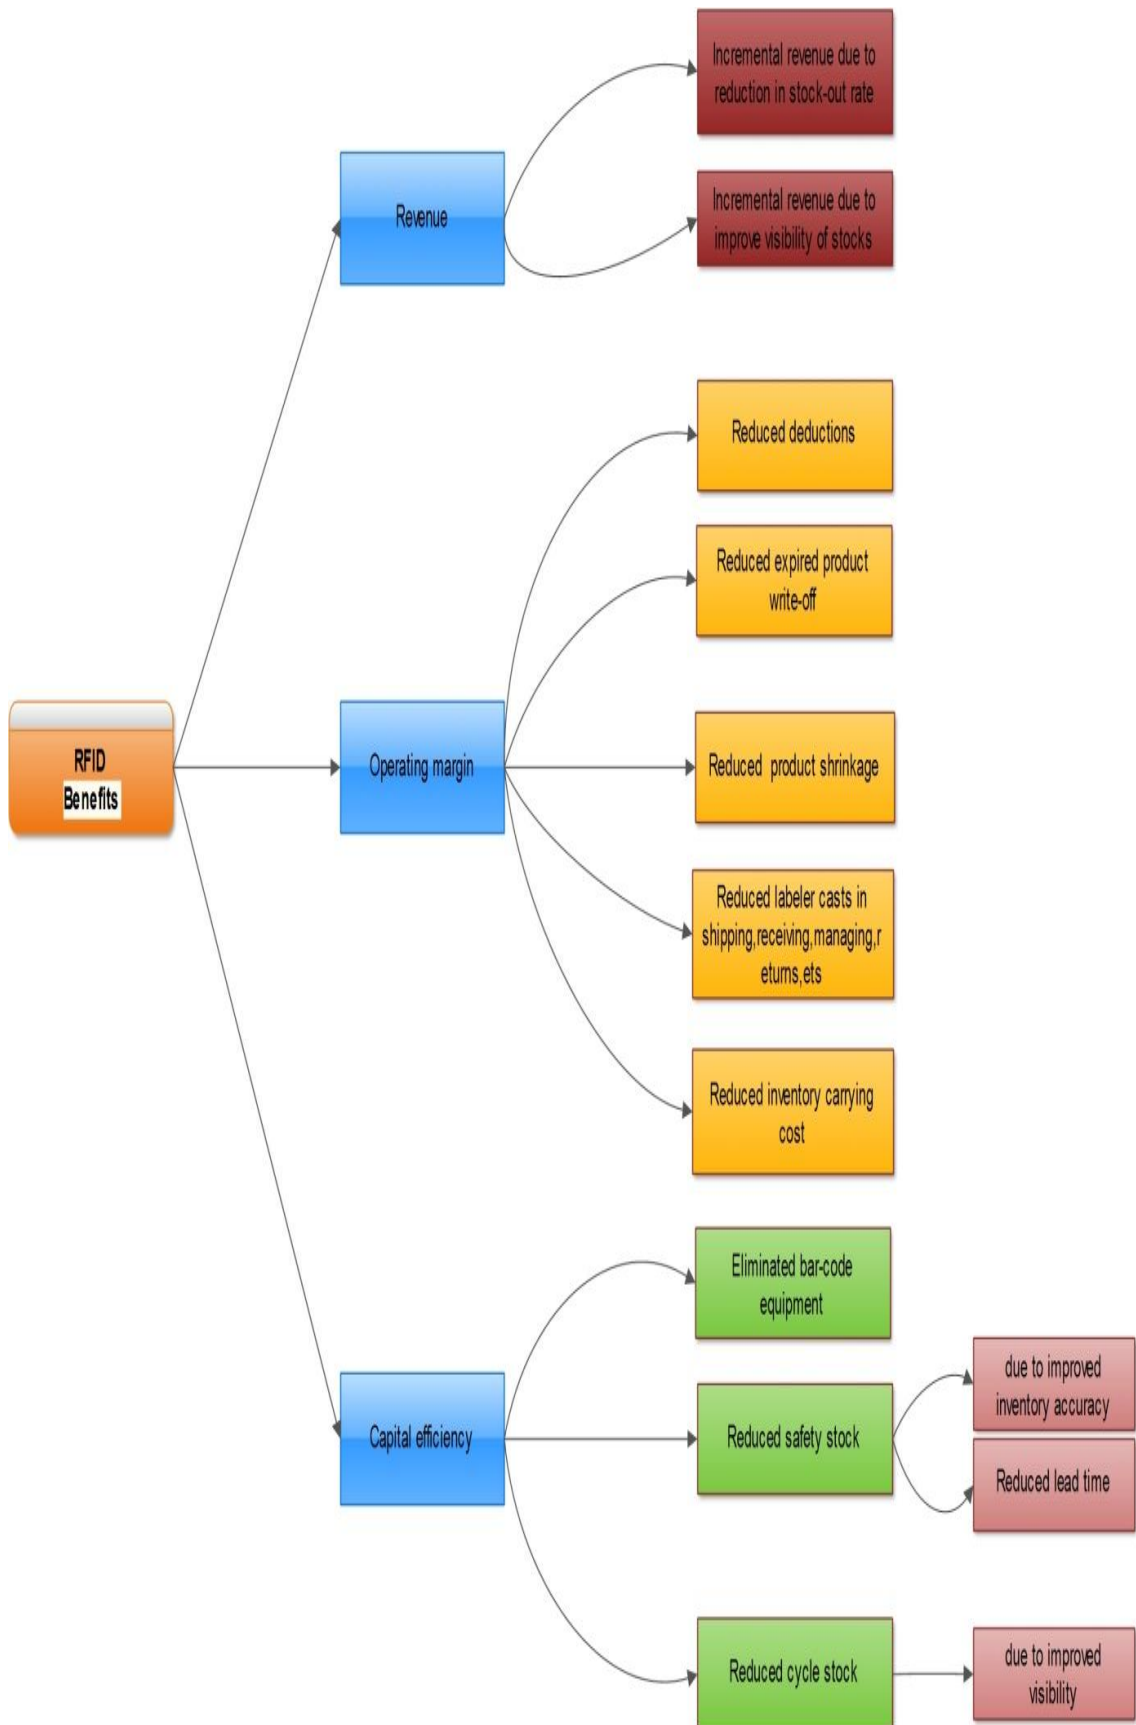 Incremental revenue due to
reduction in stock-out rate
Incremental revenue due to
improve visibility of stocks
Revenue
Reduced deductions
Reduced expired product
write-off
RFID
Benefits
Operating margin
Reduced  product shrinkage
Reduced labeler casts in
shipping,receiving,managing,r
eturns,ets
Reduced inventory carrying
cost
Eliminated bar-code
equipment
Capital efficiency
Reduced safety stock
due to improved
inventory accuracy
Reduced lead time
Reduced cycle stock
due to improved
visibility